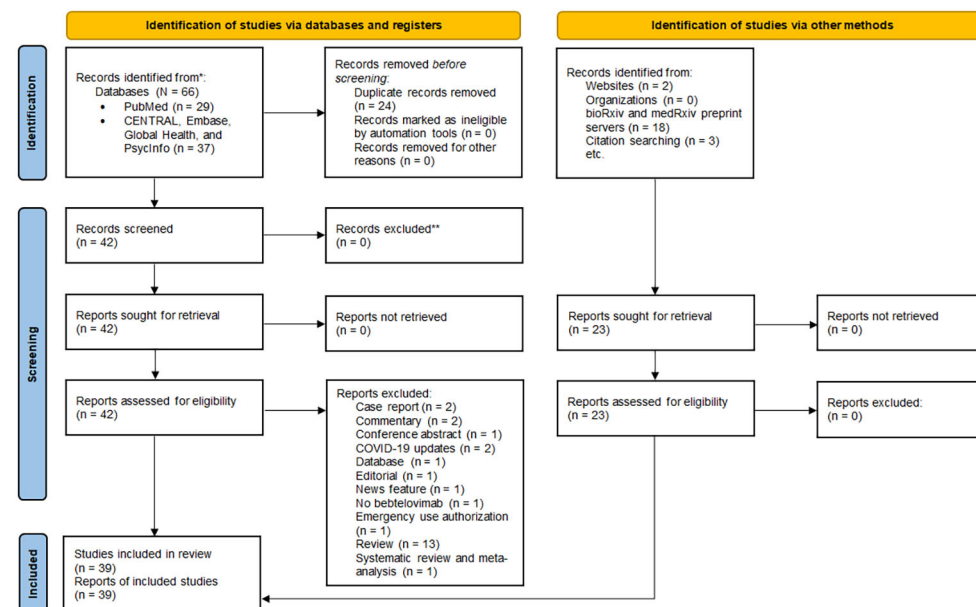 Identification of studies via databases and registers
Identification of studies via other methods
Identification
Records identified from*:
Databases (N = 66)
• PubMed (n = 29)
• CENTRAL, Embase,
Global Health, and
PsycInfo (n = 37)
Records removed before
screening:
Duplicate records removed
(n = 24)
Records marked as ineligible
by automation tools (n = 0)
Records removed for other
reasons (n = 0)
Records identified from:
Websites (n = 2)
Organizations (n = 0)
bioRxiv and medRxiv preprint
servers (n = 18)
Citation searching (n = 3)
etc.
Screening
Records screened
(n = 42)
Records excluded**
(n = 0)
Reports sought for retrieval
(n = 42)
Reports not retrieved
(n = 0)
Reports sought for retrieval
(n = 23)
Reports not retrieved
(n = 0)
Reports assessed for eligibility
(n = 42)
Reports excluded:
Case report (n = 2)
Commentary (n = 2)
Conference abstract (n = 1)
COVID-19 updates (n = 2)
Database (n = 1)
Editorial (n = 1)
News feature (n = 1)
No bebtelovimab (n = 1)
Emergency use authorization
(n = 1)
Review (n = 13)
Systematic review and meta-
analysis (n = 1)
Reports assessed for eligibility
(n = 23)
Reports excluded:
(n = 0)
Included
Studies included in review
(n = 39)
Reports of included studies
(n = 39)